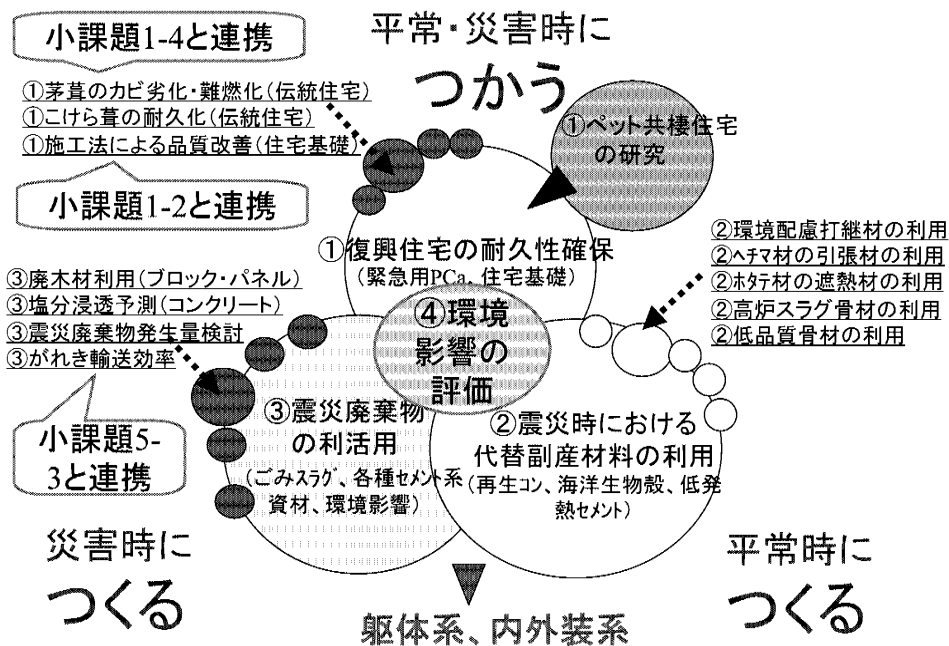 小課題1-4と連携
①茅葺のカビ劣化・難燃化(伝統住宅)
①こけら葺の耐久化(伝統住宅)
①施工法による品質改善(住宅基礎)
小課題1-2と連携
平常・災害時に
つかう
①ペット共棲住宅
の研究
①復興住宅の耐久性確保
(緊急用PCa、住宅基礎)
②環境配慮打継材の利用
②ヘチマ材の引張材の利用
②ホタテ材の遮熱材の利用
②高炉スラグ骨材の利用
②低品質骨材の利用
③廃木材利用(ブロック・パネル)
③塩分浸透予測(コンクリート)
③震災廃棄物発生量検討
③がれき輸送効率
小課題5-
3と連携
④環境
影響の
評価
③震災廃棄物
の利活用
(ごみスラグ、各種セメント系
資材、環境影響)
②震災時における
代替副産材料の利用
(再生コン、海洋生物殻、低発
熱セメント)
災害時に
つくる
平常時に
つくる
躯体系、内外装系